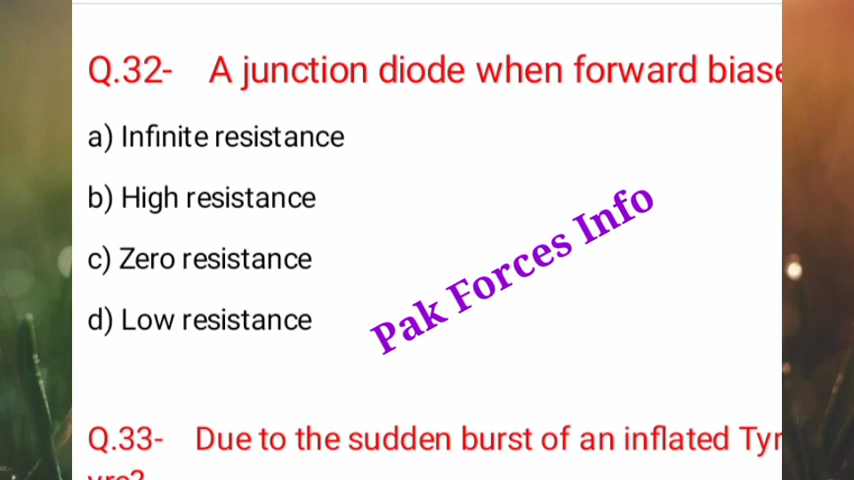 Q.32- A junction diode when forward biase
a) Infinite resistance
b) High resistance
c) Zero resistance
d) Low resistance
Pak Forces Info
Q.33- Due to the sudden burst of an inflated Tyr